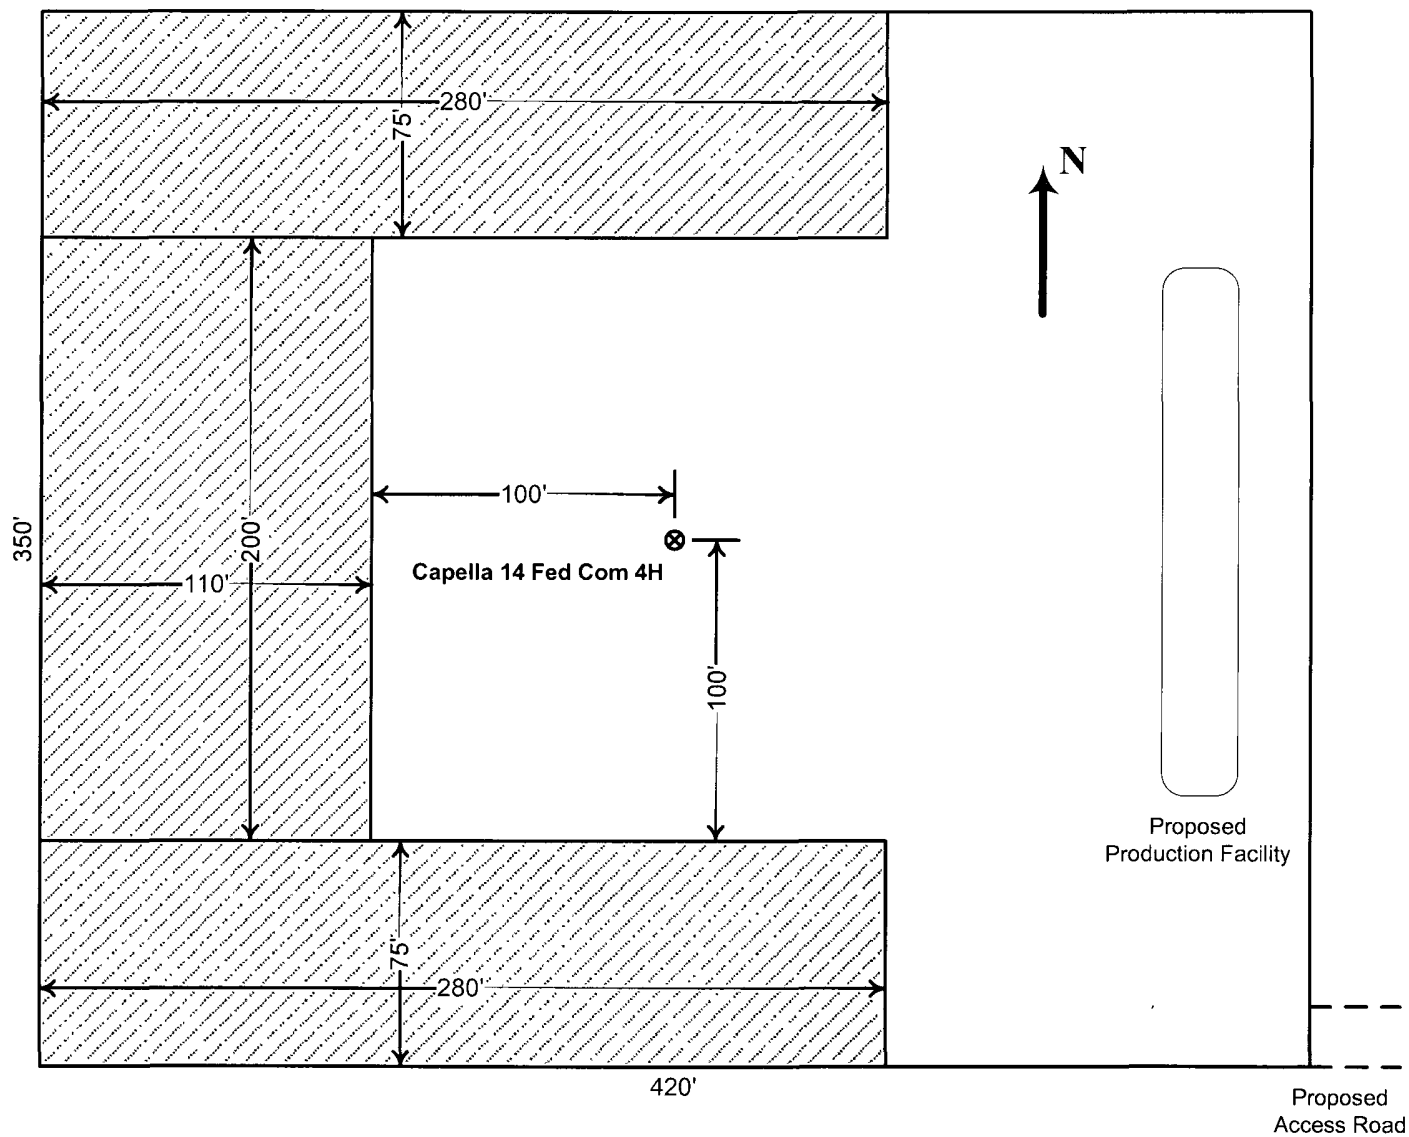 75'
280'
N
100'
350'
200'
Capella 14 Fed Com 4H
110'
100'
Proposed
Production Facility
75'
280'
420'
Proposed
Access Road